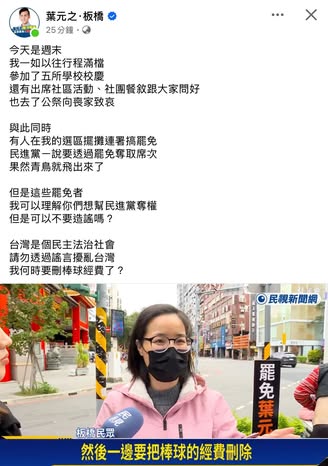 葉元之·板橋
25分鐘·
今天是週末
我一如以往行程滿檔
參加了五所學校校慶
還有出席社區活動、社團餐敘跟大家問好
也去了公祭向喪家致哀
與此同時
有人在我的選區擺攤連署搞罷免
民進黨一說要透過罷免奪取席次
果然青鳥就飛出來了
但是這些罷免者
我可以理解你們想幫民進黨奪權
但是可以不要造謠嗎？
台灣是個民主法治社會
請勿透過謠言擾亂台灣
我何時要刪棒球經費了？
民視新聞網
罷免葉元
民視
板橋民眾
然後一邊要把棒球的經費刪除